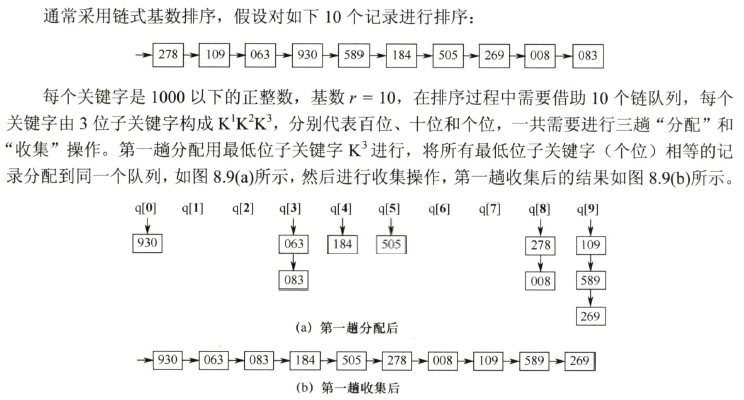 通常采用链式基数排序，假设对如下 10 个记录进行排序：
278 109 063 930 589 184 505 269 008 083
每个关键字是 1000 以下的正整数，基数 r = 10，在排序过程中需要借助 10 个链队列，每个
关键字由 3 位子关键字构成 K¹K²K³，分别代表百位、十位和个位，一共需要进行三趟“分配”和
“收集”操作。第一趟分配用最低位子关键字 K³ 进行，将所有最低位子关键字（个位）相等的记
录分配到同一个队列，如图 8.9(a)所示，然后进行收集操作，第一趟收集后的结果如图 8.9(b)所示。
q[0] q[1] q[2] q[3] q[4] q[5] q[6] q[7] q[8] q[9]
930 063 184 505 278 109
083 008 589
269
(a) 第一趟分配后
930 063 083 184 505 278 008 109 589 269
(b) 第一趟收集后